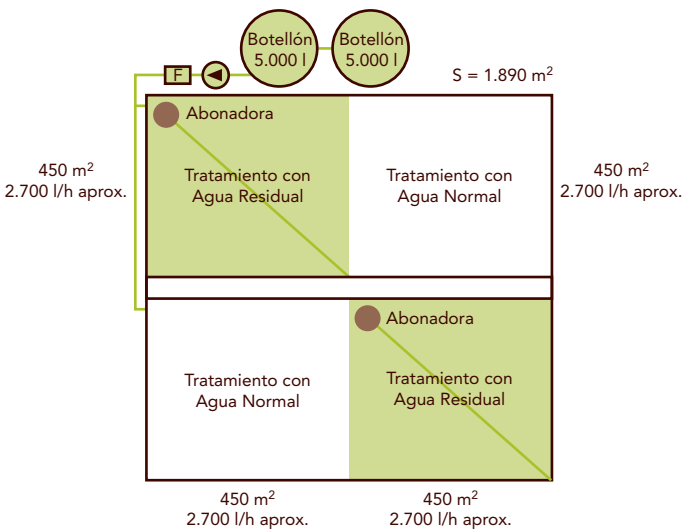 Botellón
5.000 l
Botellón
5.000 l
F
S = 1.890 m²
Abonadora
450 m²
2.700 l/h aprox.
Tratamiento con
Agua Residual
Tratamiento con
Agua Normal
450 m²
2.700 l/h aprox.
Abonadora
Tratamiento con
Agua Normal
Tratamiento con
Agua Residual
450 m²
2.700 l/h aprox.
450 m²
2.700 l/h aprox.